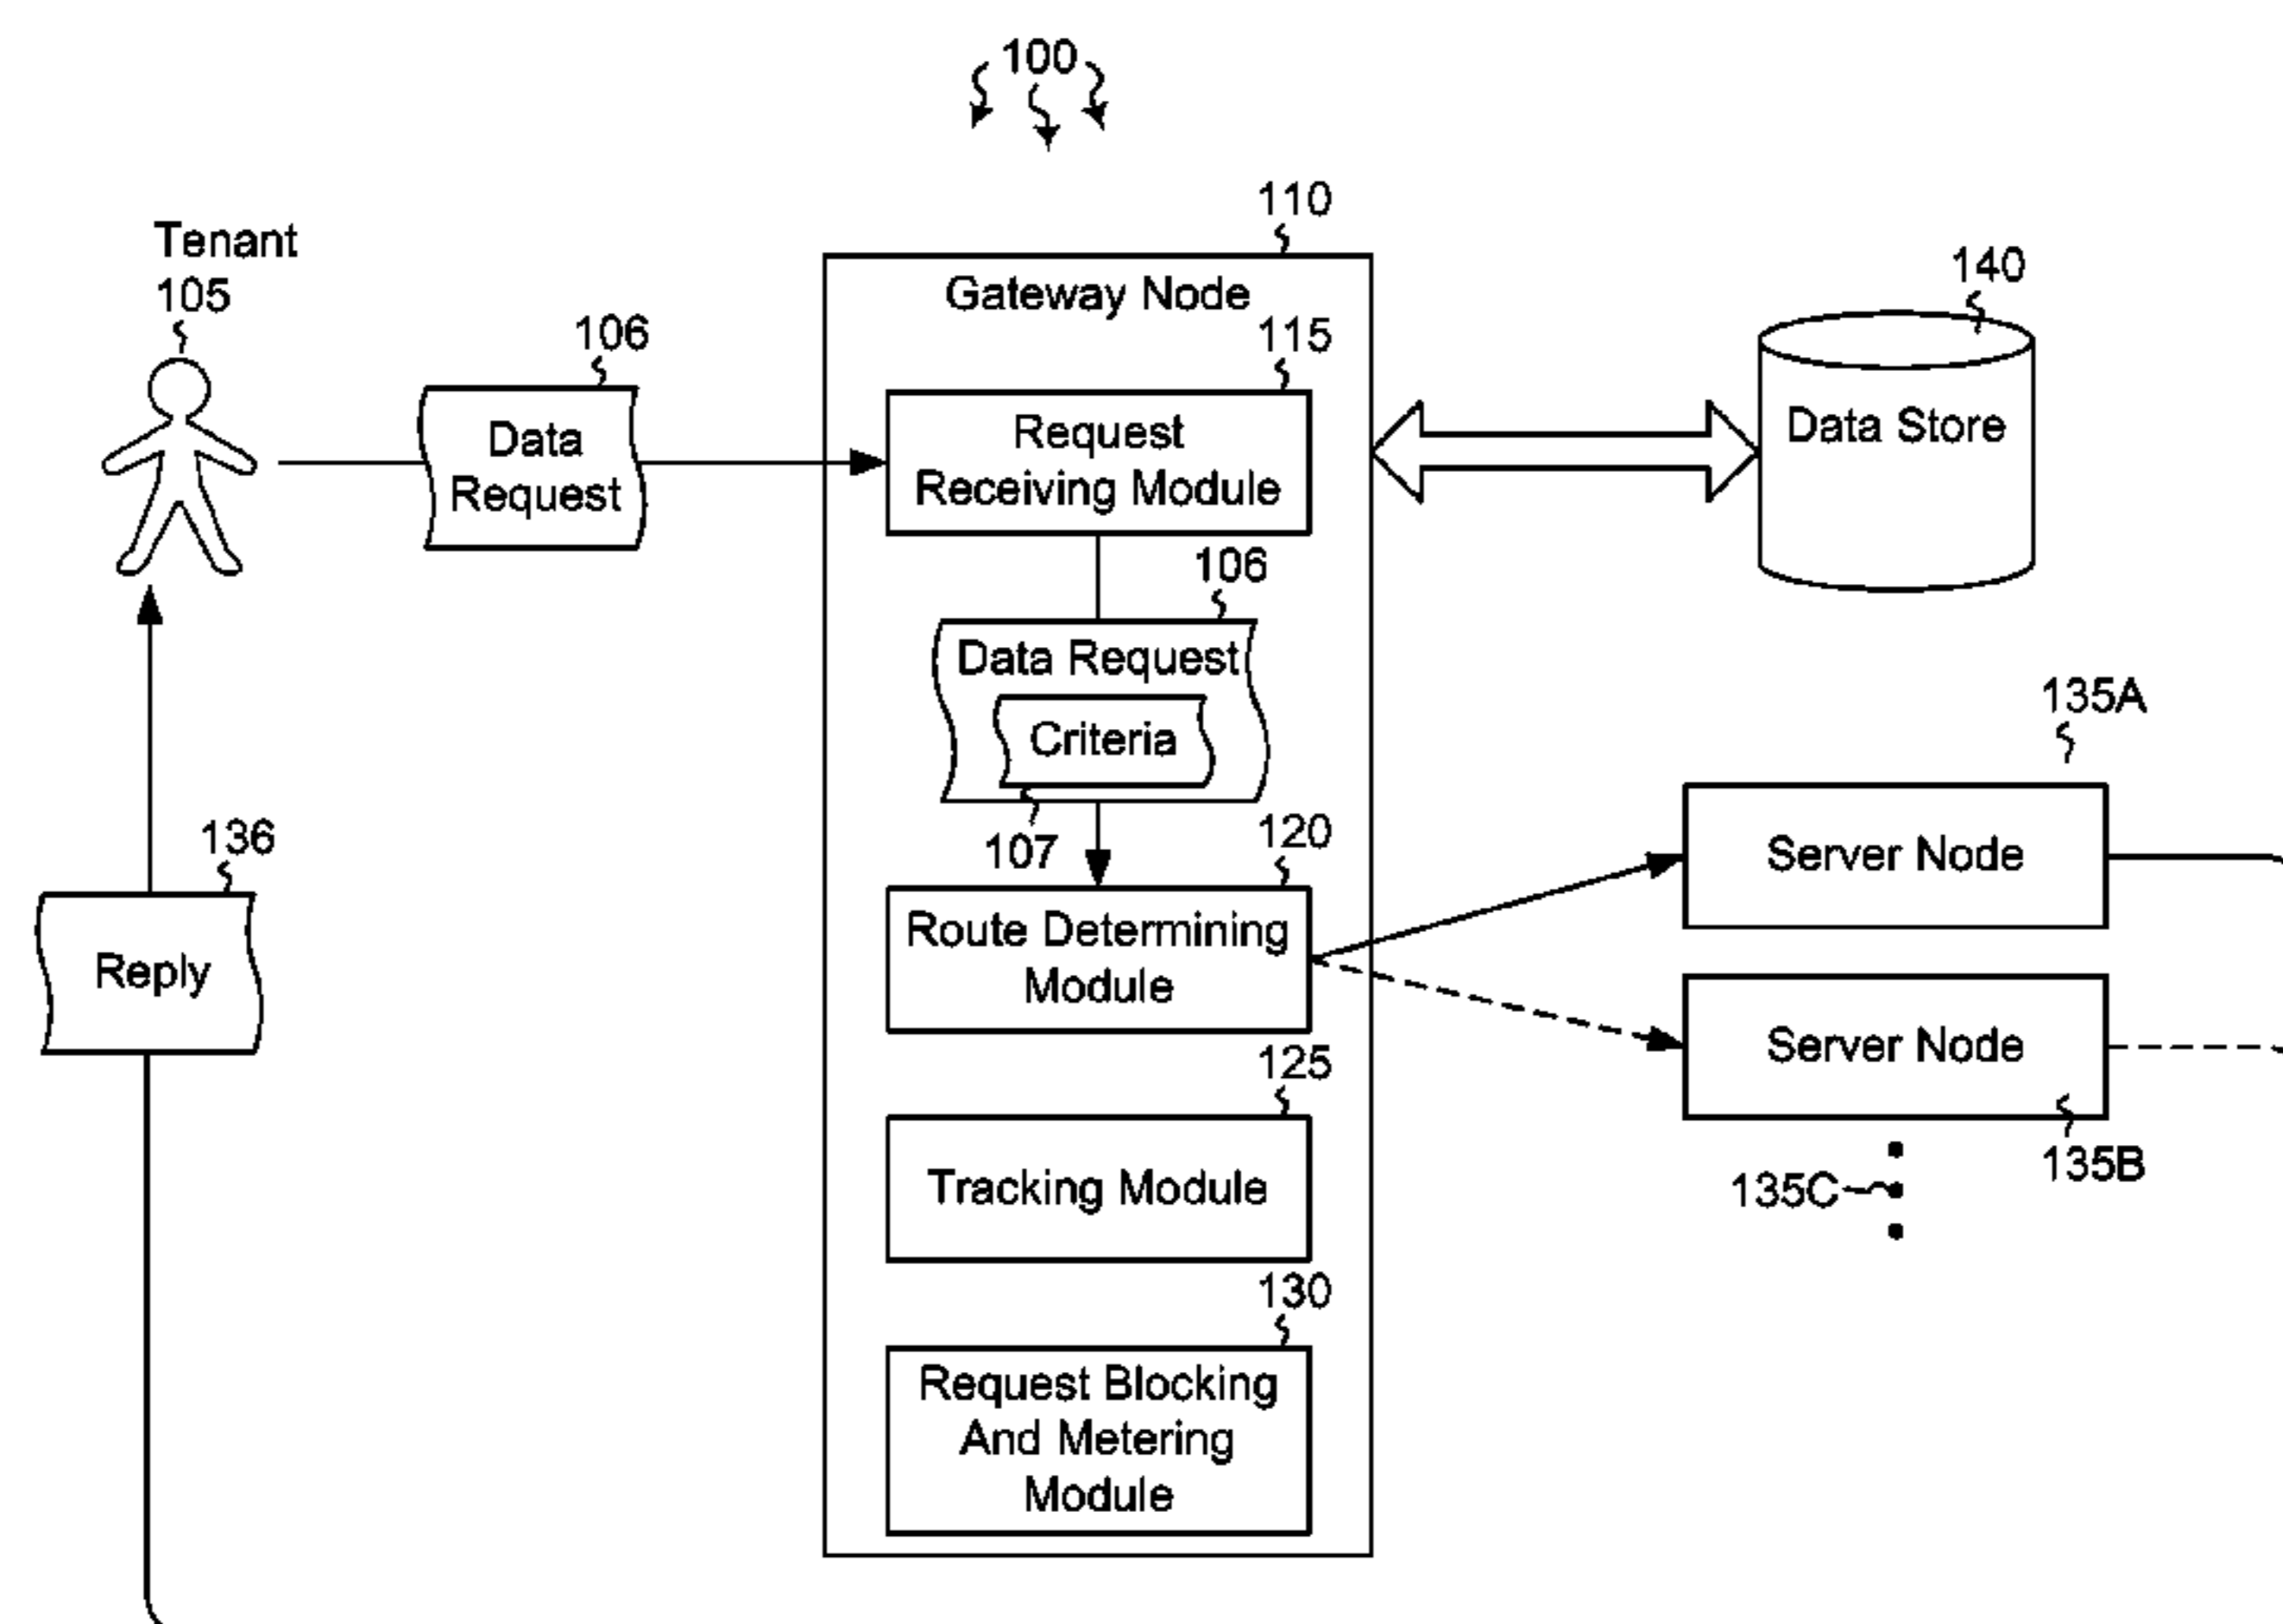 100
110
Tenant
105
Gateway Node
140
106
115
Data
Request
Request
Receiving Module
Data Store
106
Data Request
Criteria
135A
136
107
120
Server Node
Reply
Route Determining
Module
Server Node
125
135B
Tracking Module
135C
130
Request Blocking
And Metering
Module